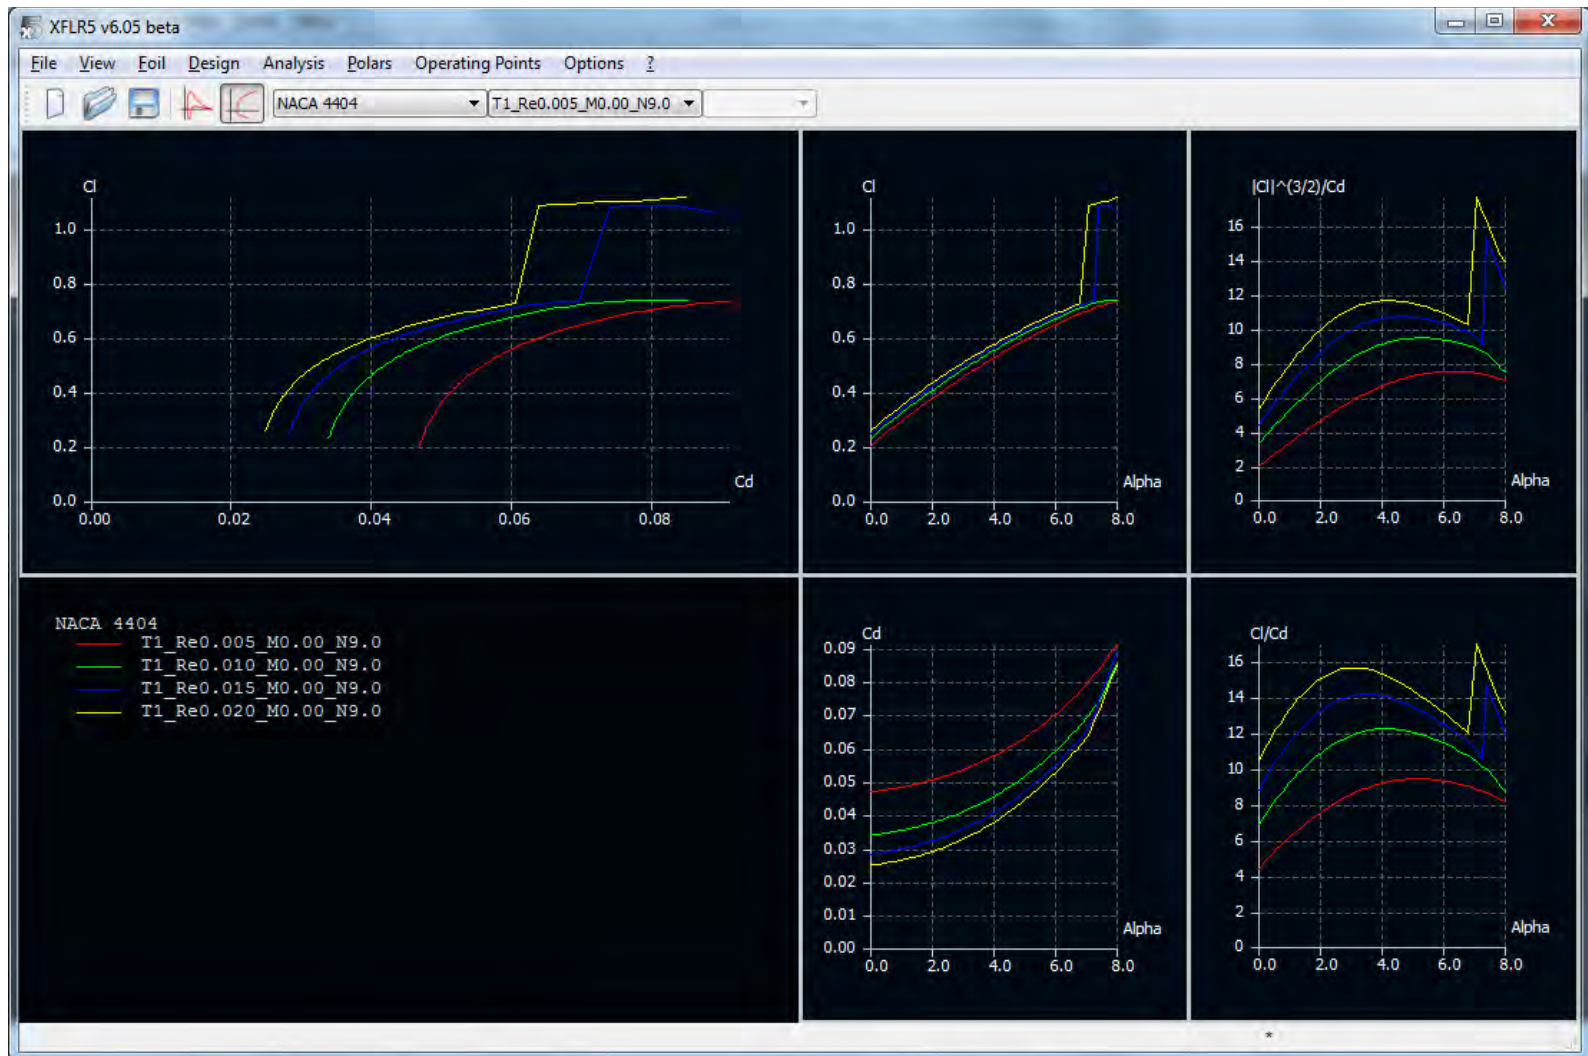 XFLR5 v6.05 beta
File View Foil Design Analysis Polars Operating Points Options ?
NACA 4404 T1_Re0.005_M0.00_N9.0
Cl
1.0
0.8
0.6
0.4
0.2
0.0
Cd
0.00 0.02 0.04 0.06 0.08
Cl
1.0
0.8
0.6
0.4
0.2
0.0
Alpha
0.0 2.0 4.0 6.0 8.0
|Cl|^(3/2)/Cd
16
14
12
10
8
6
4
2
0
Alpha
0.0 2.0 4.0 6.0 8.0
NACA 4404
T1_Re0.005_M0.00_N9.0
T1_Re0.010_M0.00_N9.0
T1_Re0.015_M0.00_N9.0
T1_Re0.020_M0.00_N9.0
Cd
0.09
0.08
0.07
0.06
0.05
0.04
0.03
0.02
0.01
0.00
Alpha
0.0 2.0 4.0 6.0 8.0
Cl/Cd
16
14
12
10
8
6
4
2
0
Alpha
0.0 2.0 4.0 6.0 8.0
*